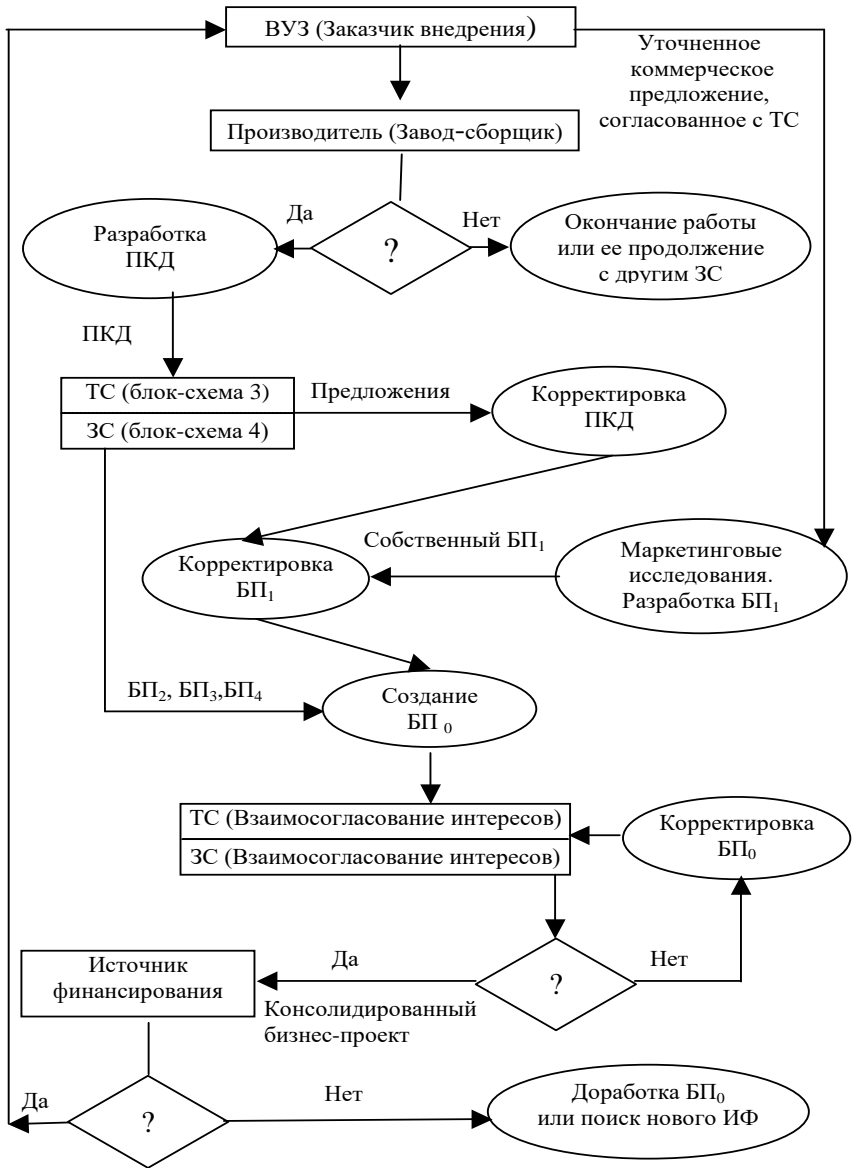 ВУЗ (Заказчик внедрения)
Уточненное
коммерческое
предложение,
согласованное с ТС
Производитель (Завод-сборщик)
Да
?
Нет
Разработка
ПКД
Окончание работы
или ее продолжение
с другим ЗС
ПКД
ТС (блок-схема 3)
ЗС (блок-схема 4)
Предложения
Корректировка
ПКД
Корректировка
БП₁
Собственный БП₁
Маркетинговые
исследования.
Разработка БП₁
БП₂, БП₃,БП₄
Создание
БП ₀
ТС (Взаимосогласование интересов)
ЗС (Взаимосогласование интересов)
Корректировка
БП₀
Источник
финансирования
Да
?
Нет
Консолидированный
бизнес-проект
Да
?
Нет
Доработка БП₀
или поиск нового ИФ